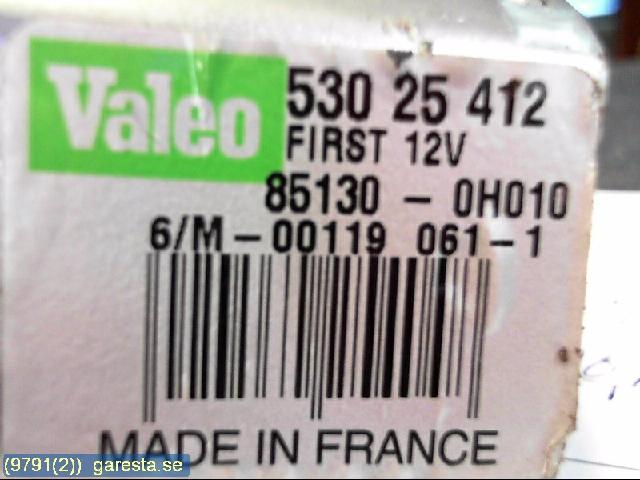 Valeo
530 25 412
FIRST 12V
85130 - 0H010
6/M-00119 061-1
MADE IN FRANCE
(9791(2)) garesta.se